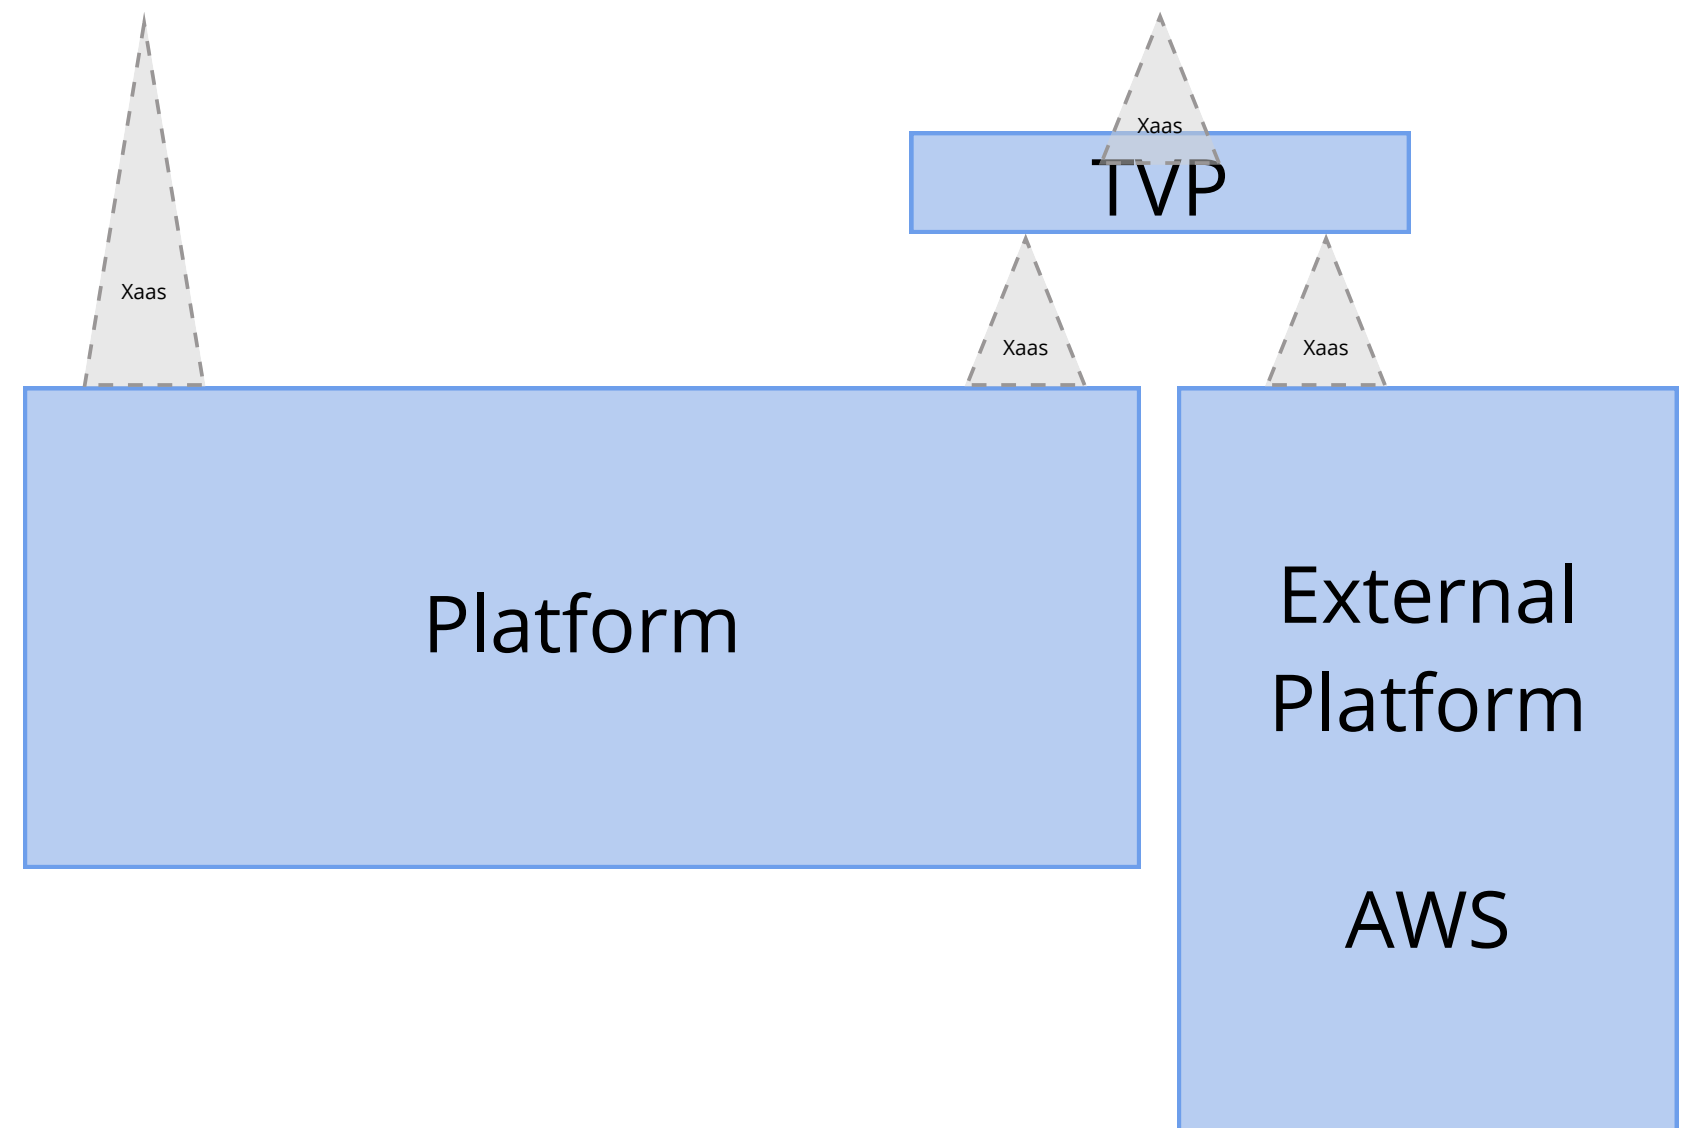 Xaas
TVP
Xaas
Xaas
Xaas
Platform
External
Platform
AWS